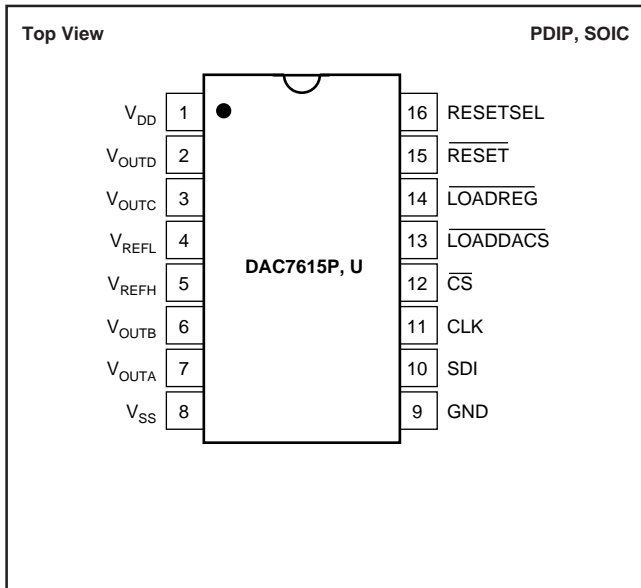 Top View PDIP, SOIC
V_DD 1 16 RESETSEL
V_OUTD 2 15 RESET
V_OUTC 3 14 LOADREG
V_REFL 4 13 LOADDACS
DAC7615P, U
V_REFH 5 12 CS
V_OUTB 6 11 CLK
V_OUTA 7 10 SDI
V_SS 8 9 GND